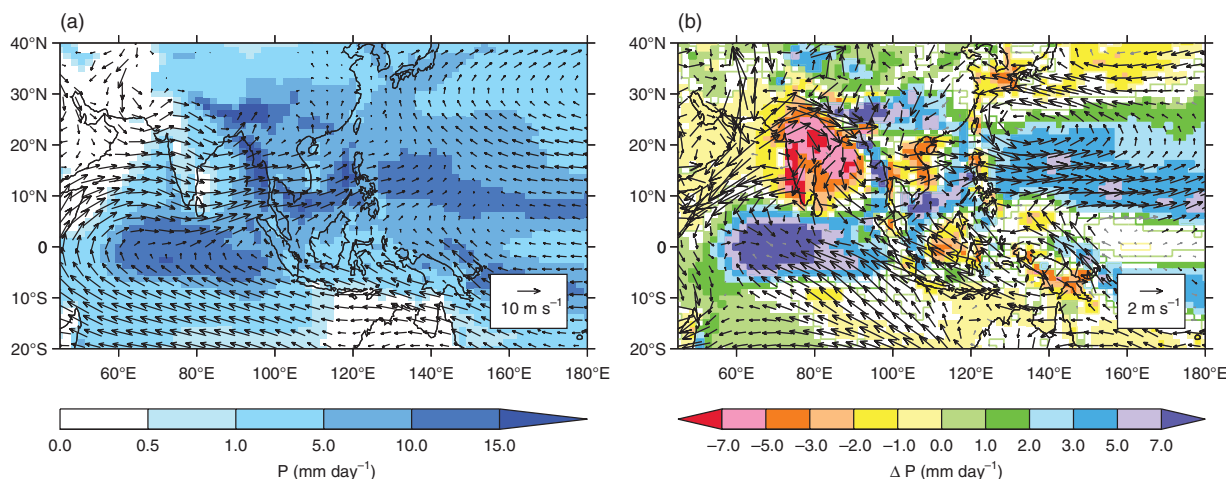 (a)
40°N
30°N
20°N
10°N
0
10°S
20°S
60°E 80°E 100°E 120°E 140°E 160°E 180°E
10 m s⁻¹
0.0 0.5 1.0 5.0 10.0 15.0
P (mm day⁻¹)
(b)
40°N
30°N
20°N
10°N
0
10°S
20°S
60°E 80°E 100°E 120°E 140°E 160°E 180°E
2 m s⁻¹
−7.0 −5.0 −3.0 −2.0 −1.0 0.0 1.0 2.0 3.0 5.0 7.0
Δ P (mm day⁻¹)